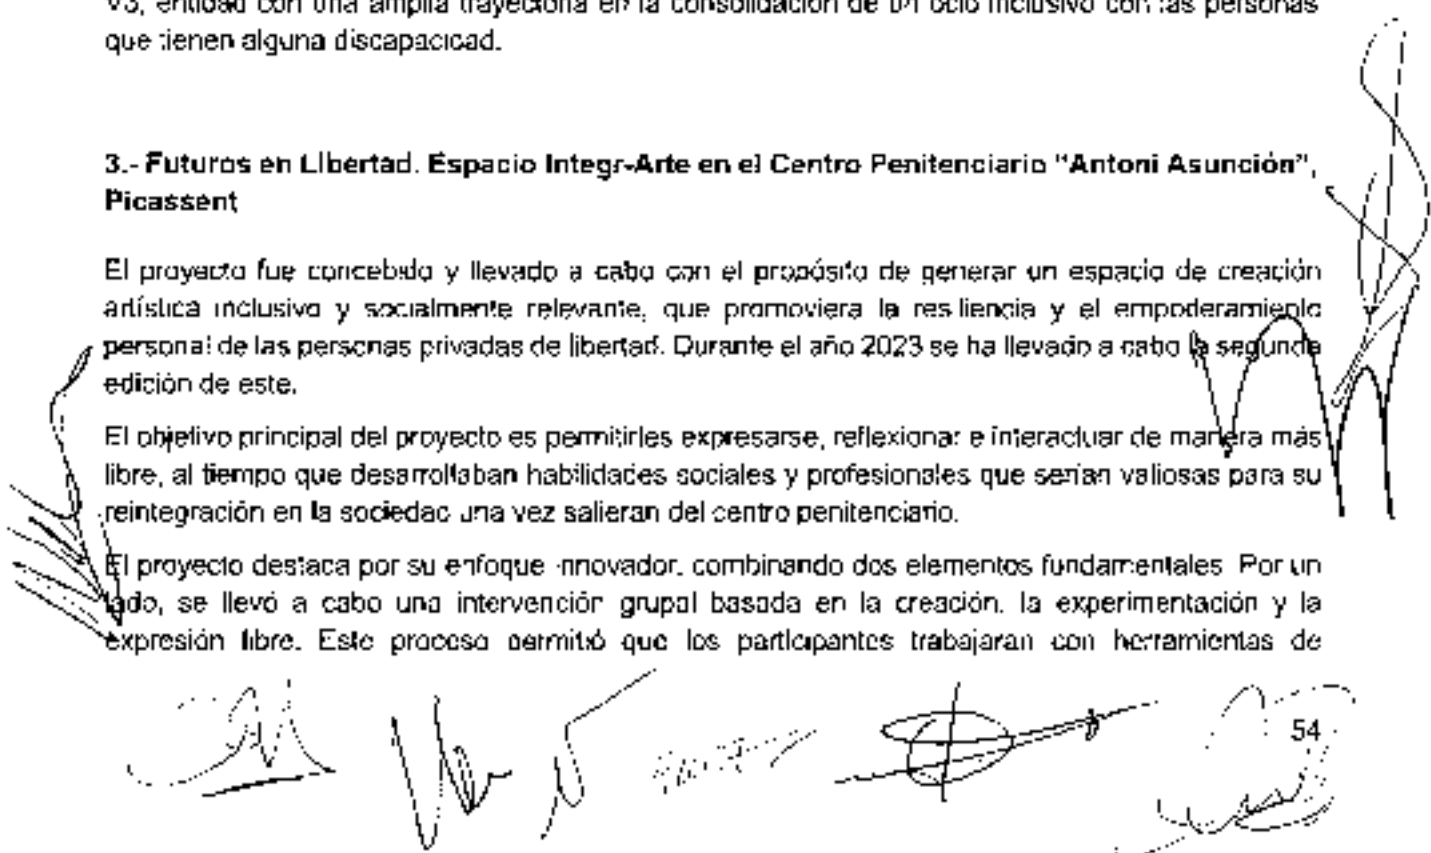 V3, entidad con una amplia trayectoria en la consolidación de un ocio inclusivo con las personas
que tienen alguna discapacidad.
3.- Futuros en Libertad. Espacio Integr-Arte en el Centro Penitenciario "Antoni Asunción",
Picassent
El proyecto fue concebido y llevado a cabo con el propósito de generar un espacio de creación
artística inclusivo y socialmente relevante, que promoviera la resiliencia y el empoderamiento
personal de las personas privadas de libertad. Durante el año 2023 se ha llevado a cabo la segunda
edición de este.
El objetivo principal del proyecto es permitirles expresarse, reflexionar e interactuar de manera más
libre, al tiempo que desarrollaban habilidades sociales y profesionales que serían valiosas para su
reintegración en la sociedad una vez salieran del centro penitenciario.
El proyecto destaca por su enfoque innovador, combinando dos elementos fundamentales. Por un
lado, se llevó a cabo una intervención grupal basada en la creación, la experimentación y la
expresión libre. Este proceso permitió que los participantes trabajaran con herramientas de
54